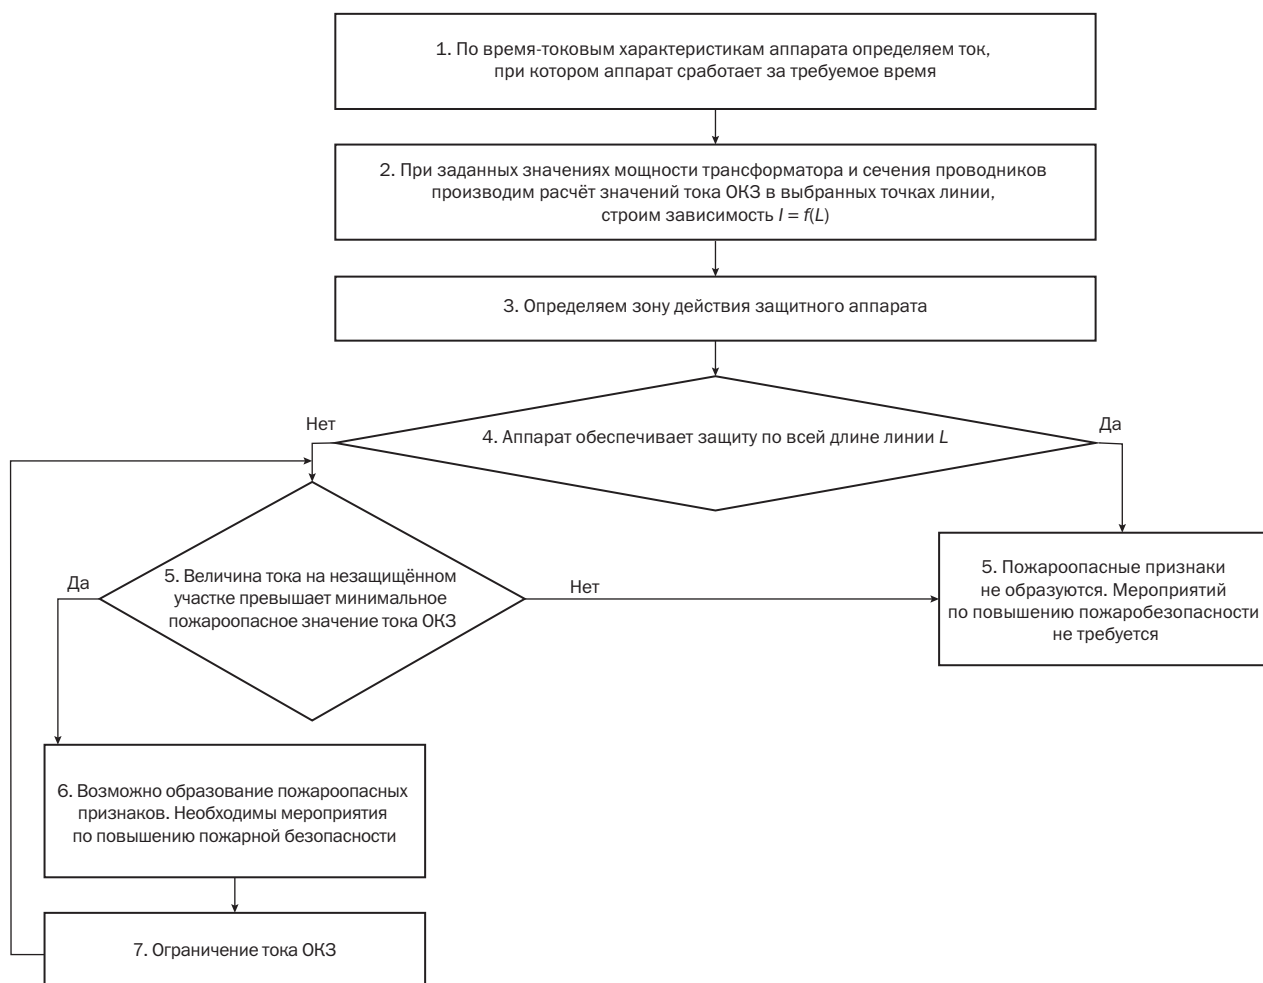 1. По время-токовым характеристикам аппарата определяем ток,
при котором аппарат сработает за требуемое время
2. При заданных значениях мощности трансформатора и сечения проводников
производим расчёт значений тока ОКЗ в выбранных точках линии,
строим зависимость I = f(L)
3. Определяем зону действия защитного аппарата
Нет
4. Аппарат обеспечивает защиту по всей длине линии L
Да
Да
5. Величина тока на незащищённом
участке превышает минимальное
пожароопасное значение тока ОКЗ
Нет
5. Пожароопасные признаки
не образуются. Мероприятий
по повышению пожаробезопасности
не требуется
6. Возможно образование пожароопасных
признаков. Необходимы мероприятия
по повышению пожарной безопасности
7. Ограничение тока ОКЗ